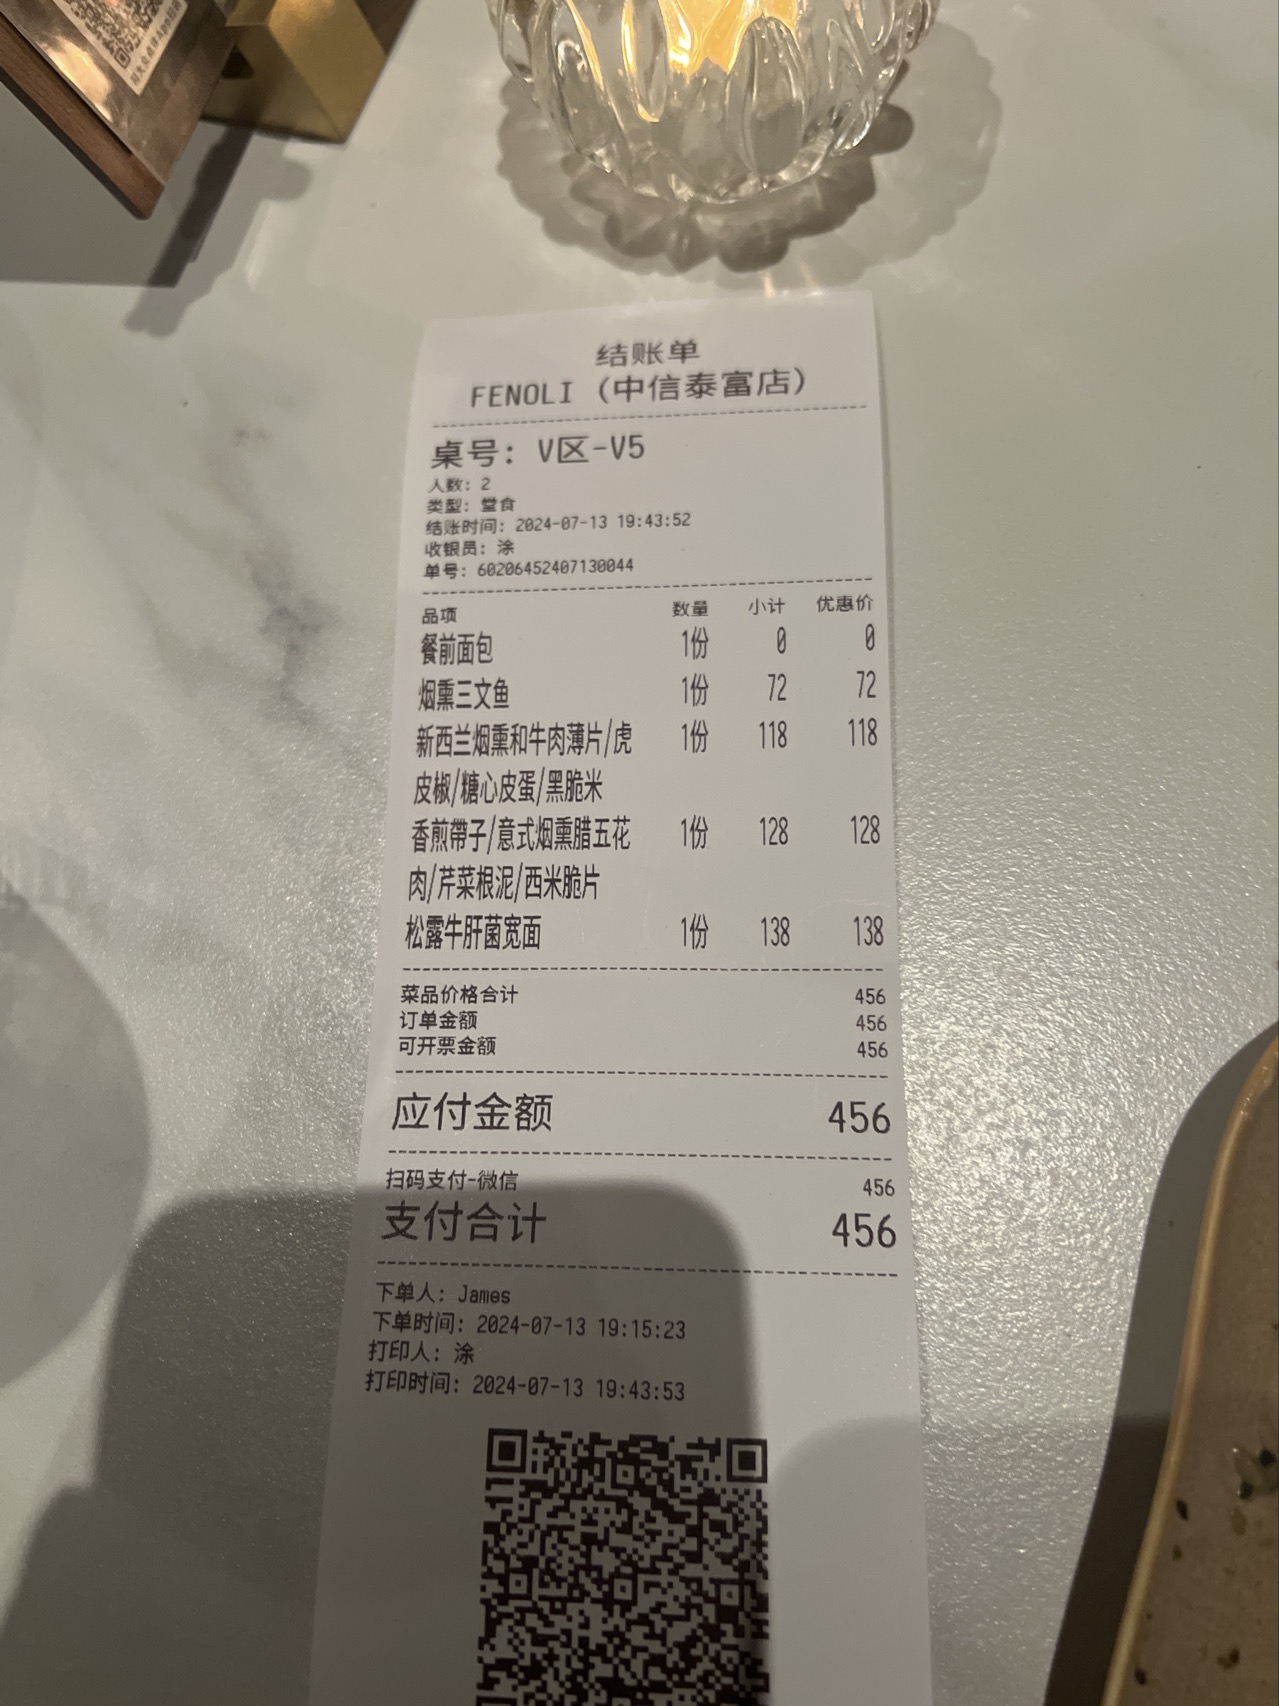 结账单
FENOLI (中信泰富店)
桌号: V区-V5
人数: 2
类型: 堂食
结账时间: 2024-07-13 19:43:52
收银员: 涂
单号: 60206452407130044
品项 数量 小计 优惠价
餐前面包 1份 0 0
烟熏三文鱼 1份 72 72
新西兰烟熏和牛肉薄片/虎 1份 118 118
皮椒/糖心皮蛋/黑脆米
香煎帶子/意式烟熏腊五花 1份 128 128
肉/芹菜根泥/西米脆片
松露牛肝菌宽面 1份 138 138
菜品价格合计 456
订单金额 456
可开票金额 456
应付金额 456
扫码支付-微信 456
支付合计 456
下单人: James
下单时间: 2024-07-13 19:15:23
打印人: 涂
打印时间: 2024-07-13 19:43:53